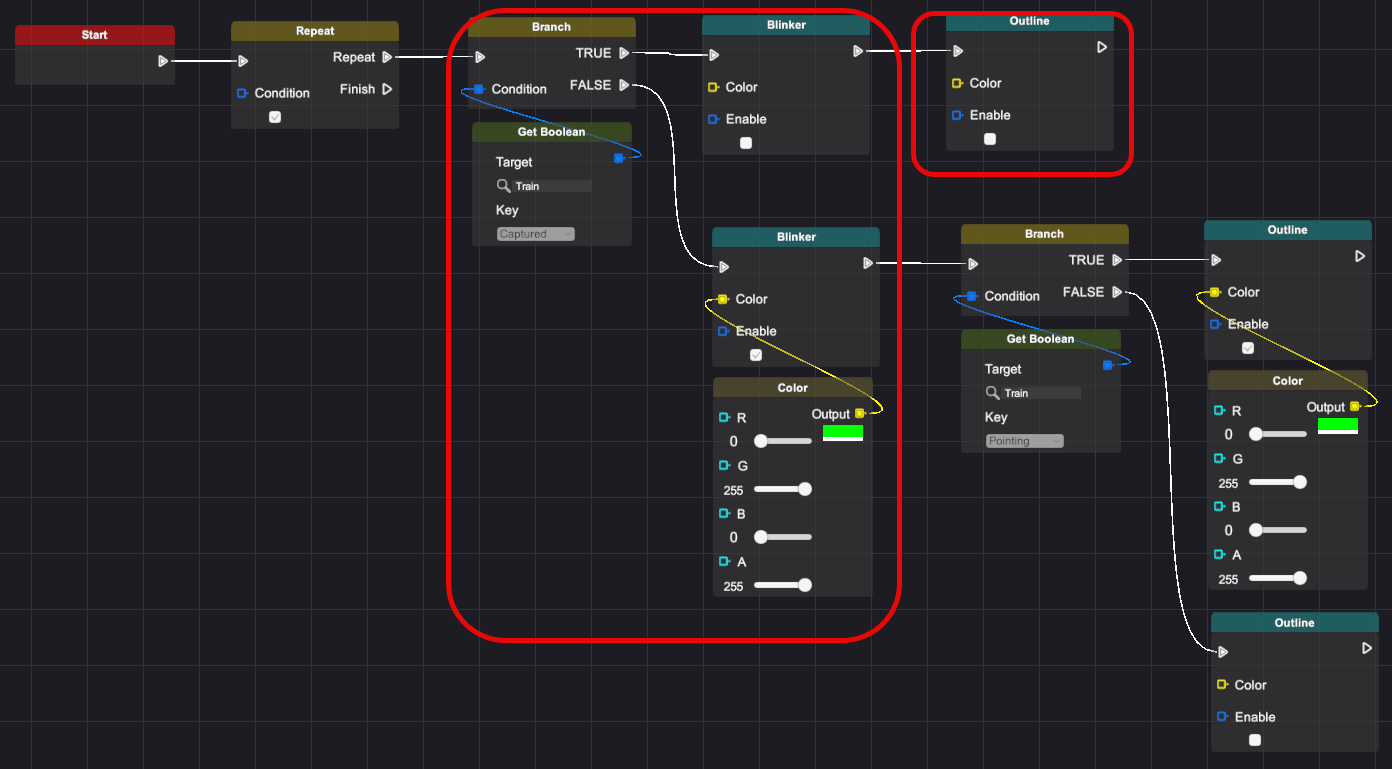 Start
Repeat
Repeat
Condition
Finish
Branch
TRUE
Condition
FALSE
Get Boolean
Target
Train
Key
Captured
Blinker
Color
Enable
Outline
Color
Enable
Blinker
Color
Enable
Color
R
Output
0
G
255
B
0
A
255
Branch
TRUE
Condition
FALSE
Get Boolean
Target
Train
Key
Pointing
Outline
Color
Enable
Color
R
Output
0
G
255
B
0
A
255
Outline
Color
Enable